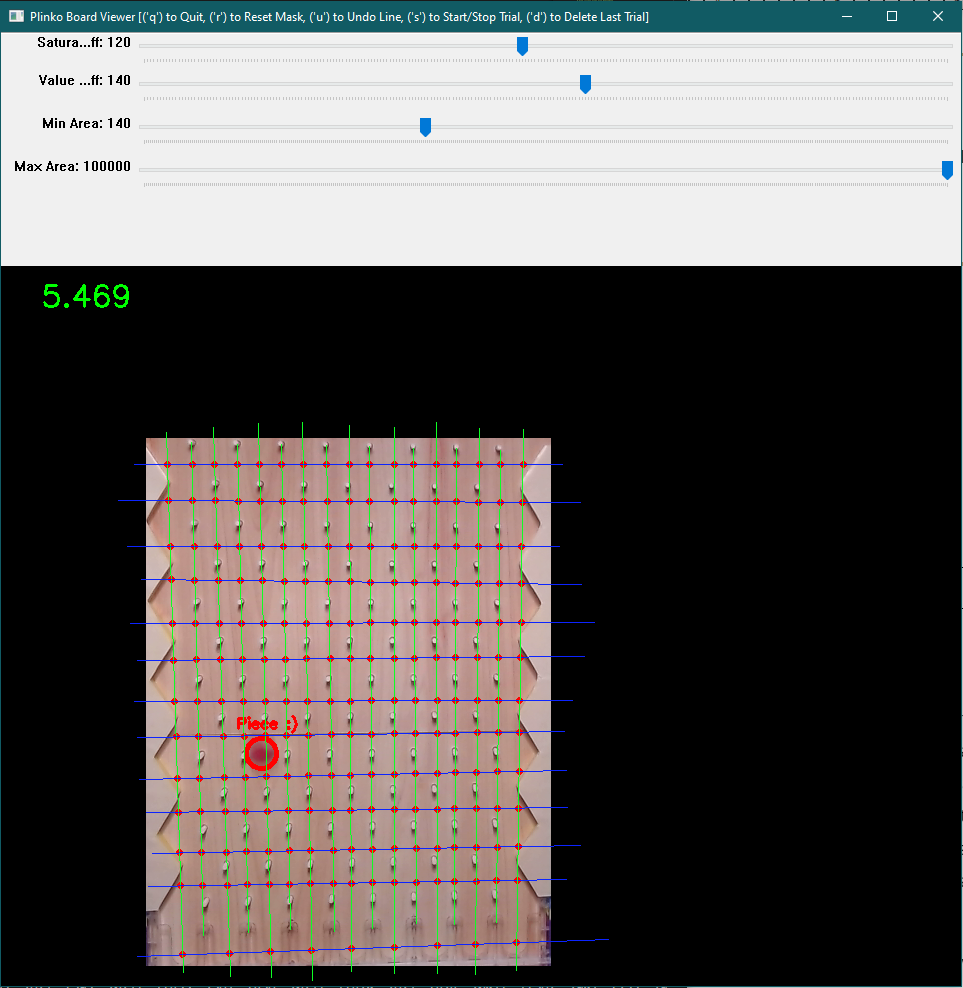 Plinko Board Viewer [('q') to Quit, ('r') to Reset Mask, ('u') to Undo Line, ('s') to Start/Stop Trial, ('d') to Delete Last Trial]
Satura...ff: 120
Value ...ff: 140
Min Area: 140
Max Area: 100000
5.469
Piece :)